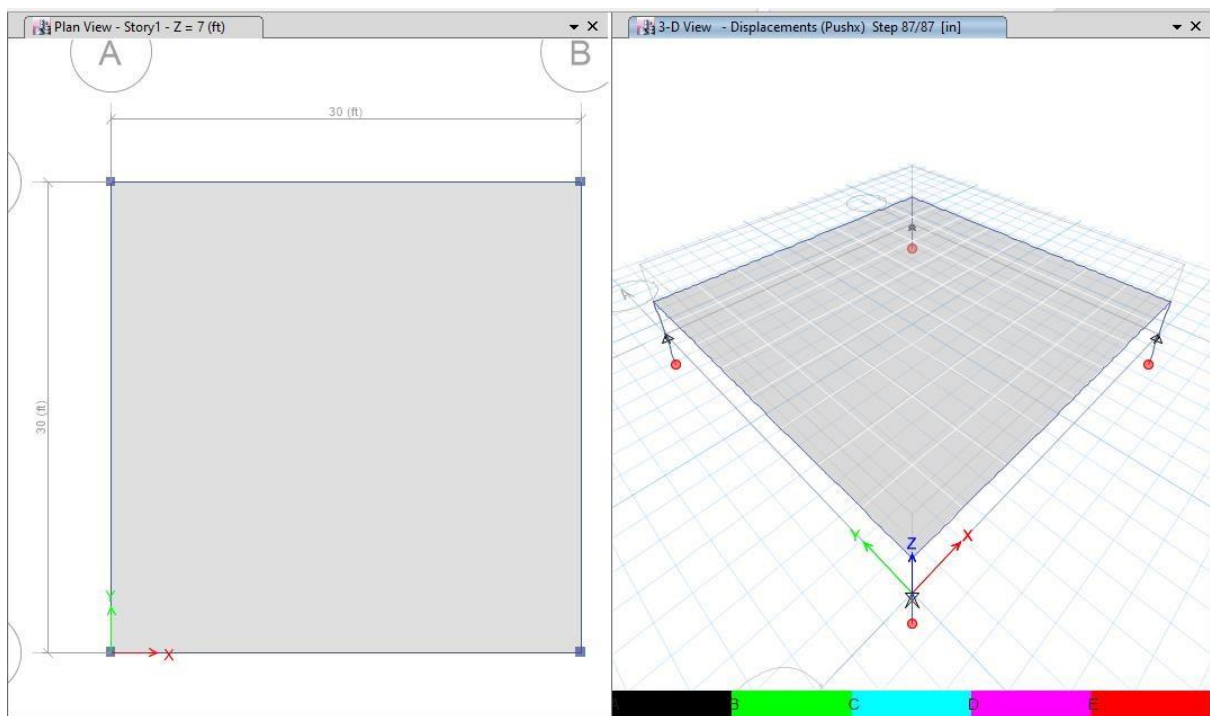 Plan View - Story1 - Z = 7 (ft)
A
B
30 (ft)
30 (ft)
Y
X
3-D View - Displacements (Pushx) Step 87/87 [in]
A
Y
Z
X
A
B
C
D
E